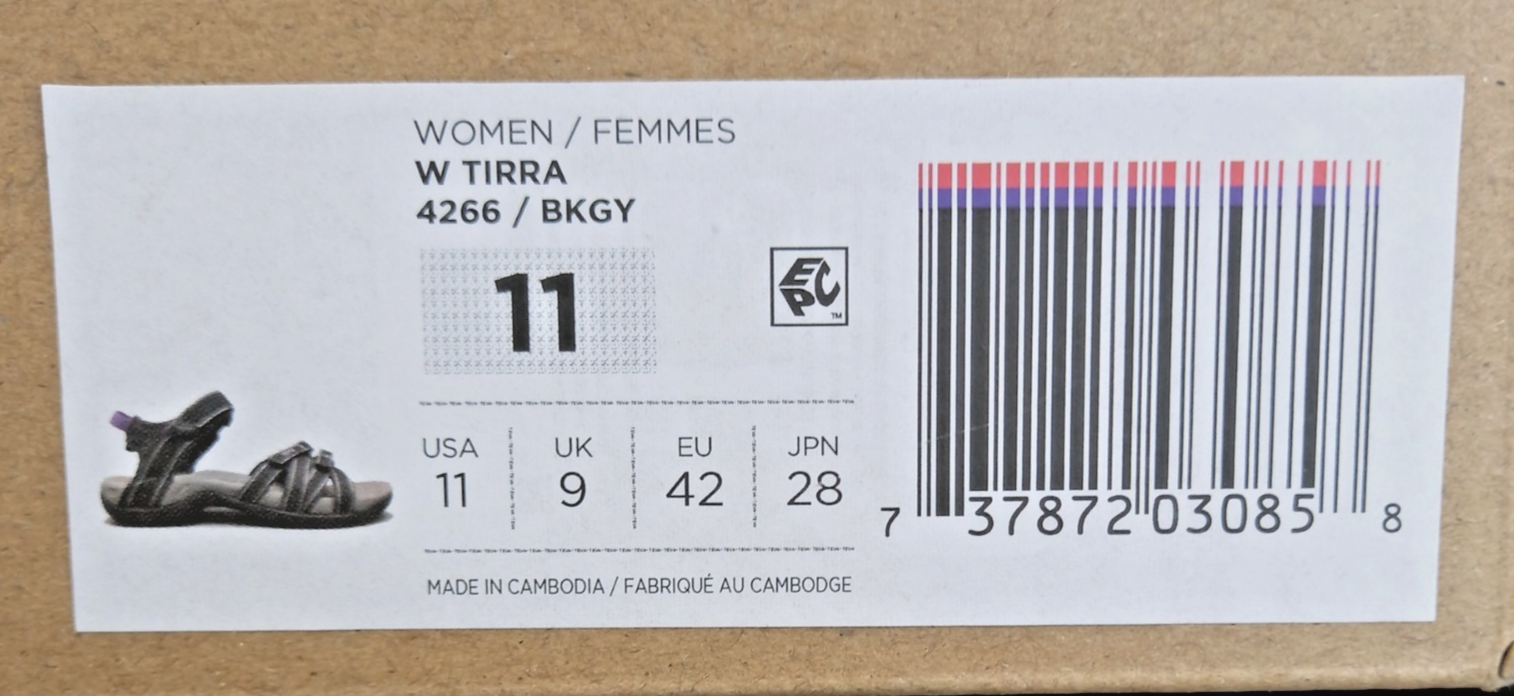 WOMEN / FEMMES
W TIRRA
4266 / BKGY
11
EPC™
USA UK EU JPN
11 9 42 28
MADE IN CAMBODIA / FABRIQUÉ AU CAMBODGE
7 37872 03085 8